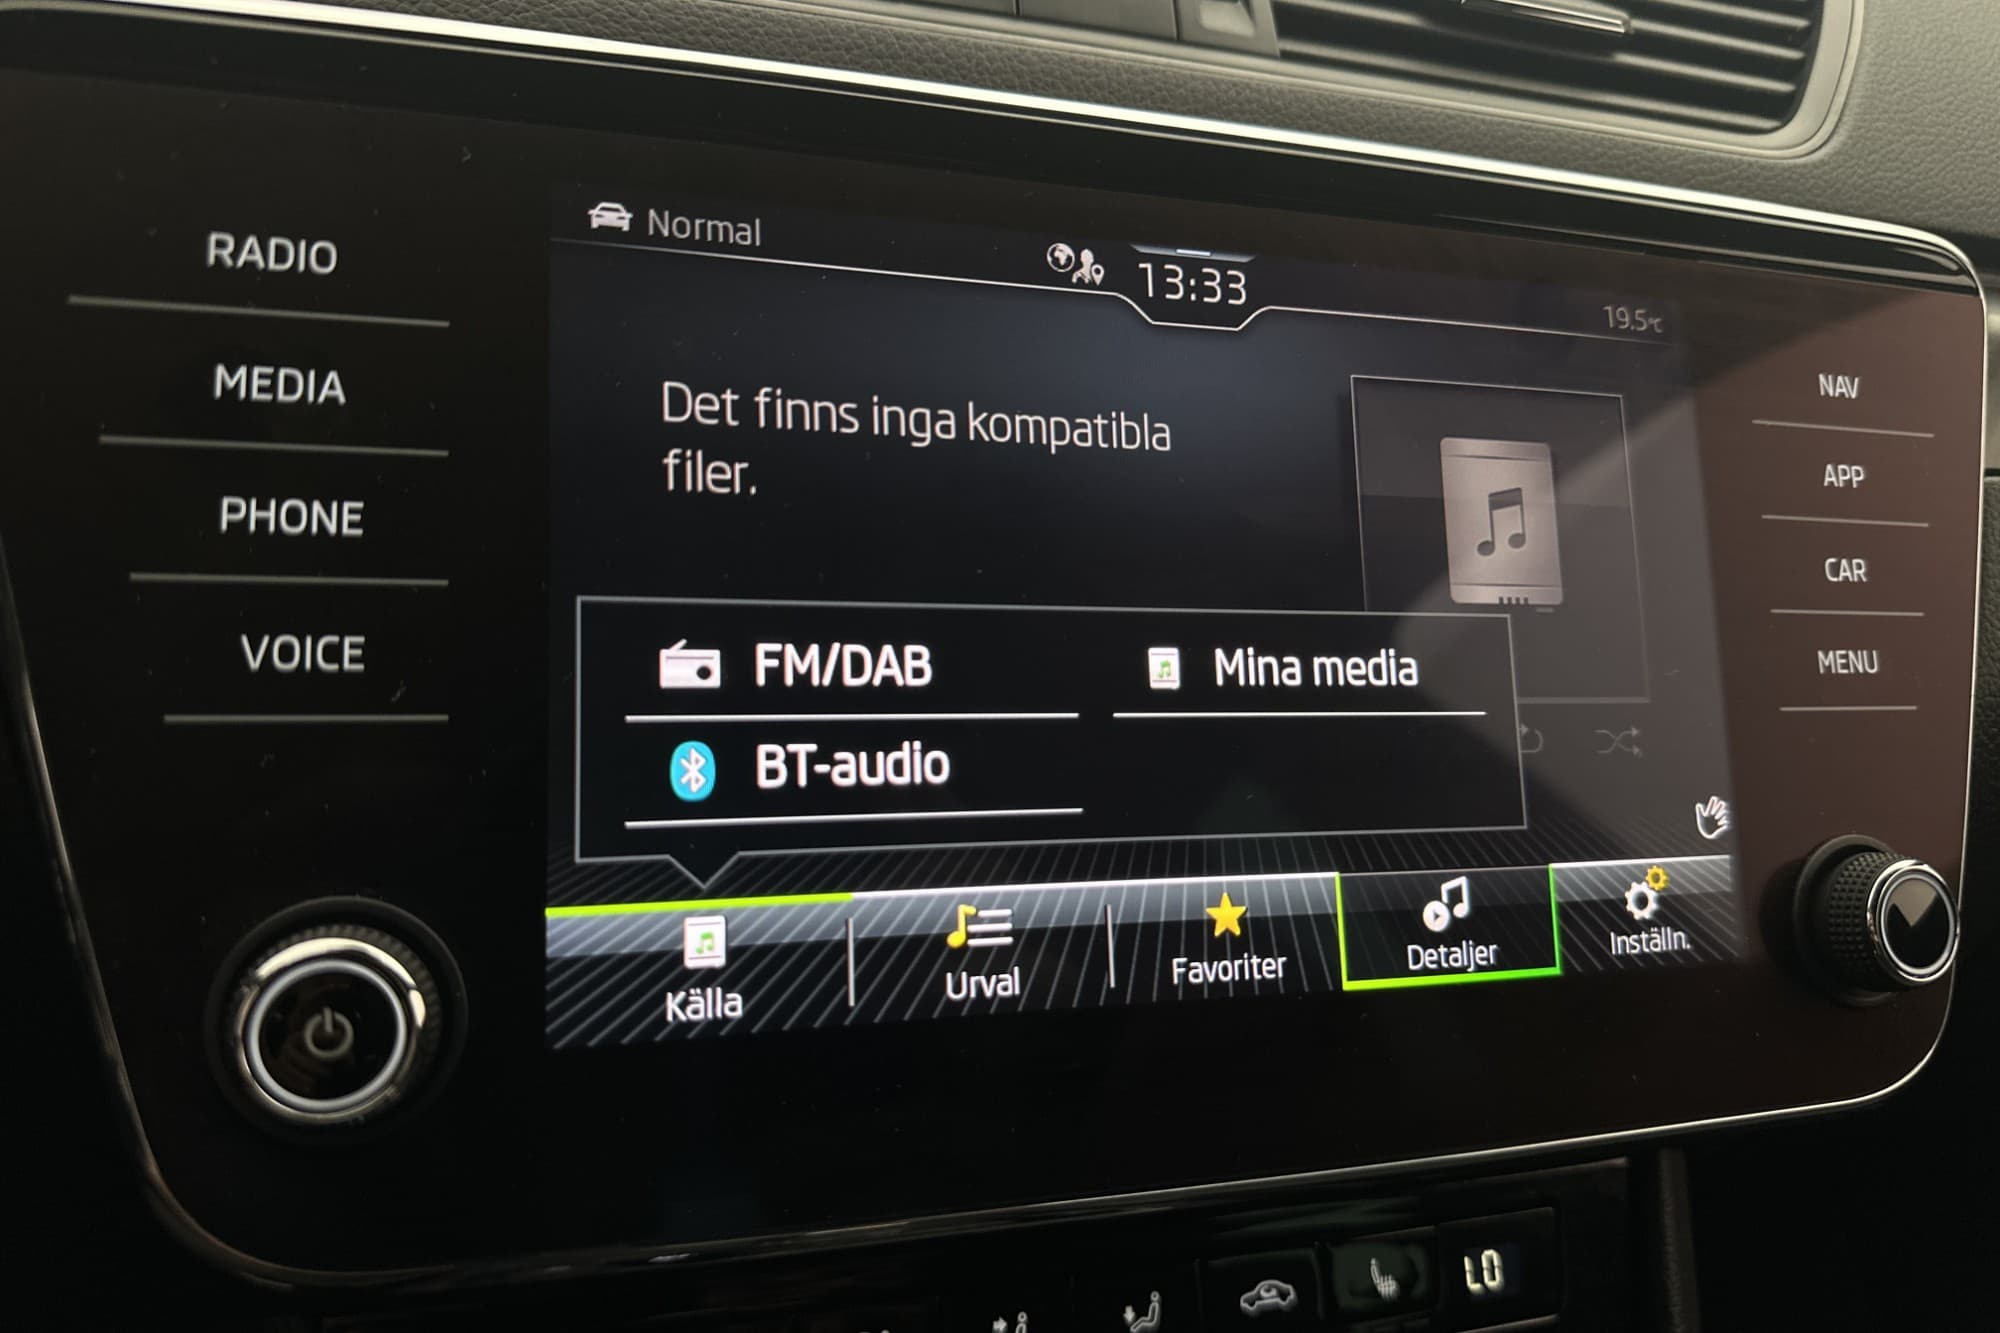 RADIO
MEDIA
PHONE
VOICE
Normal
13:33
19.5°C
Det finns inga kompatibla
filer.
FM/DAB
Mina media
BT-audio
Källa
Urval
Favoriter
Detaljer
Inställn.
NAV
APP
CAR
MENU
LO